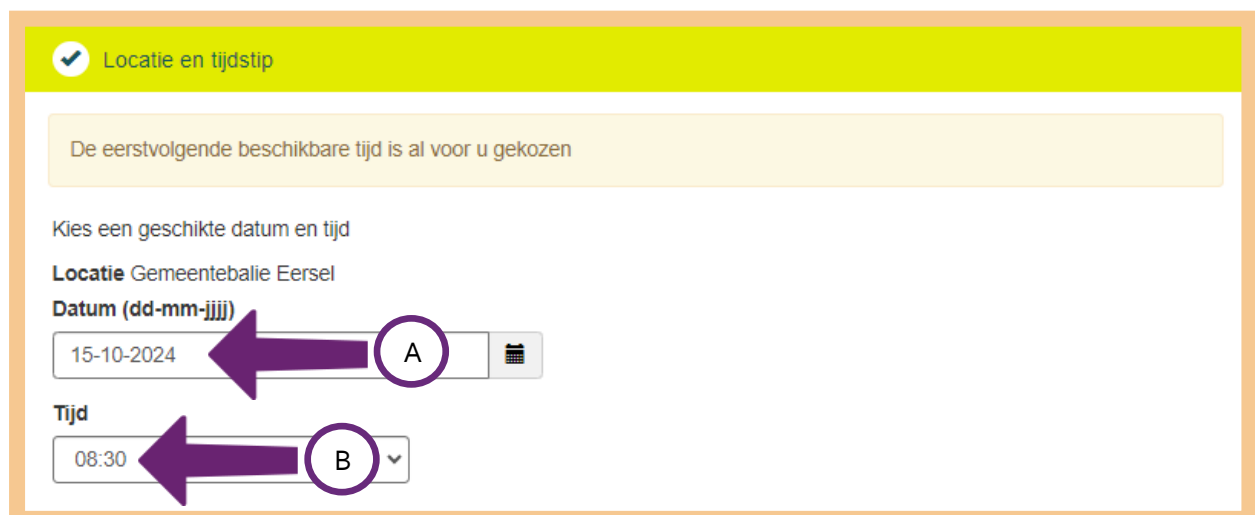 Locatie en tijdstip
De eerstvolgende beschikbare tijd is al voor u gekozen
Kies een geschikte datum en tijd
Locatie Gemeentebalie Eersel
Datum (dd-mm-jjjj)
15-10-2024 A
Tijd
08:30 B